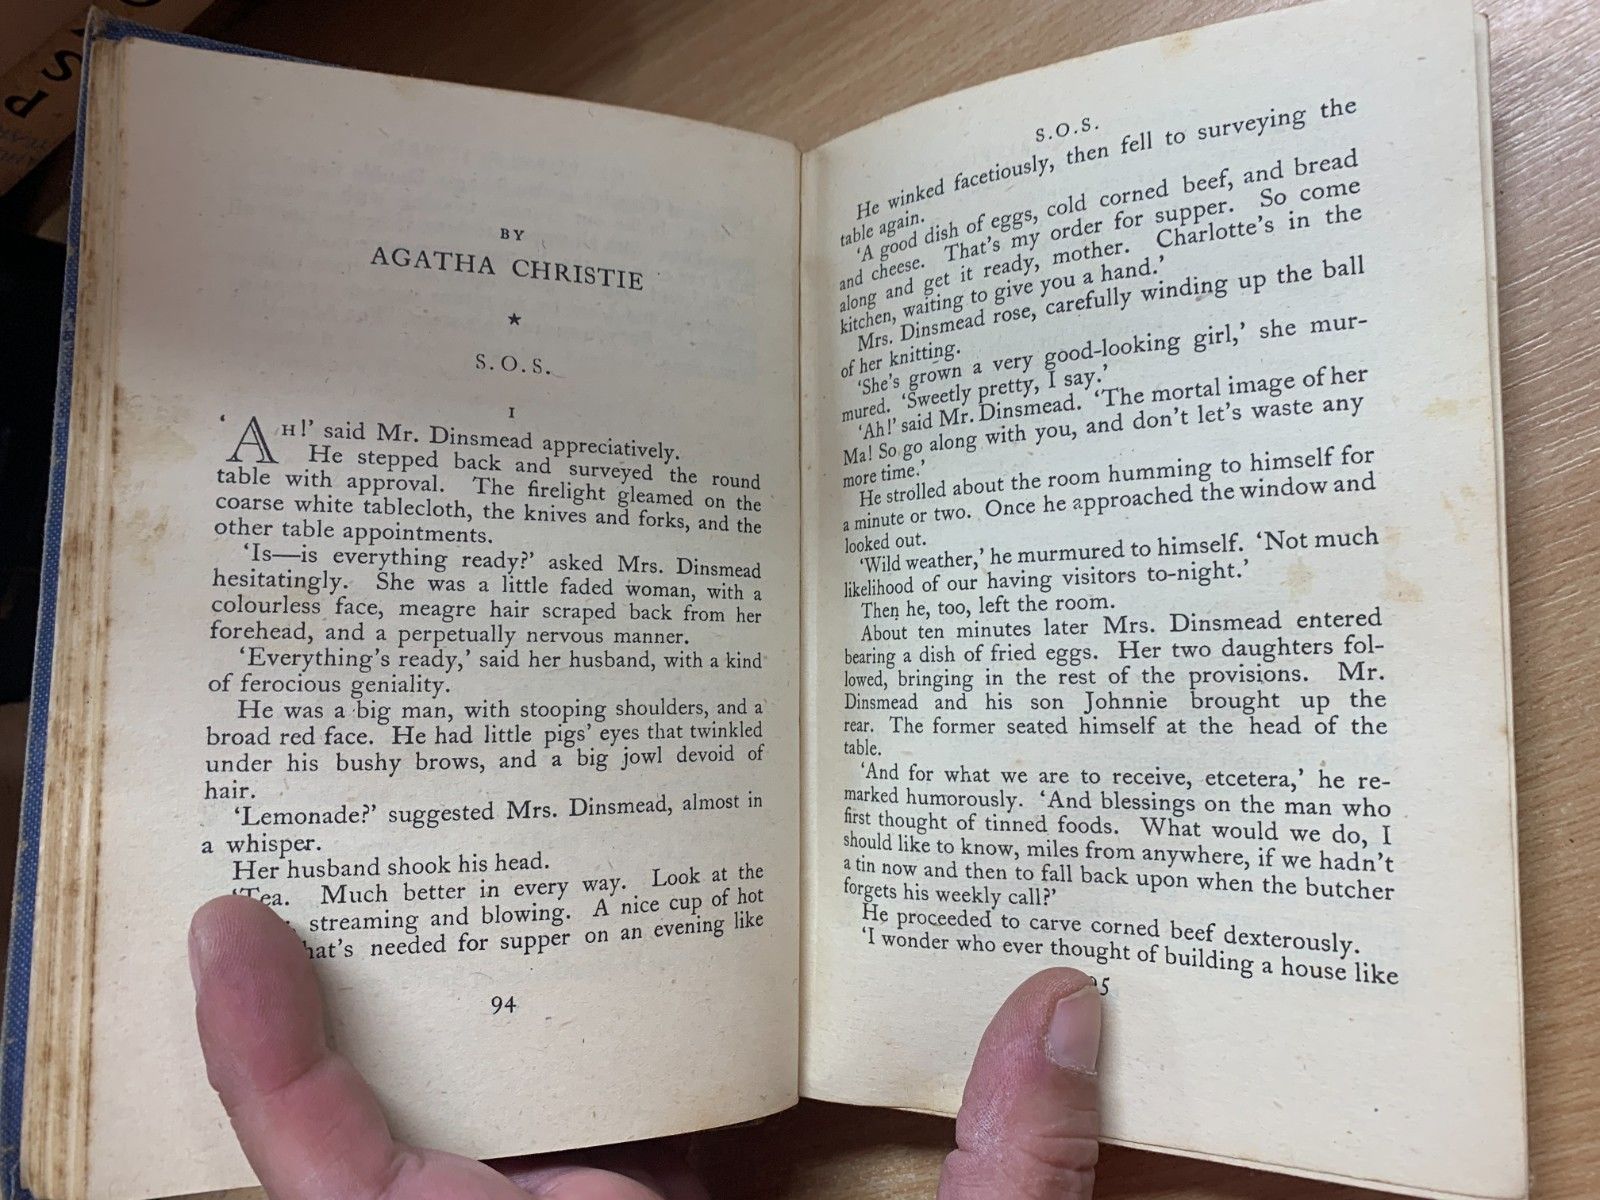 BY
AGATHA CHRISTIE
★
S.O.S.
I
'AH!' said Mr. Dinsmead appreciatively.
He stepped back and surveyed the round
table with approval. The firelight gleamed on the
coarse white tablecloth, the knives and forks, and the
other table appointments.
'Is—is everything ready?' asked Mrs. Dinsmead
hesitatingly. She was a little faded woman, with a
colourless face, meagre hair scraped back from her
forehead, and a perpetually nervous manner.
'Everything's ready,' said her husband, with a kind
of ferocious geniality.
He was a big man, with stooping shoulders, and a
broad red face. He had little pigs' eyes that twinkled
under his bushy brows, and a big jowl devoid of
hair.
'Lemonade?' suggested Mrs. Dinsmead, almost in
a whisper.
Her husband shook his head.
'Tea. Much better in every way. Look at the
streaming and blowing. A nice cup of hot
needed for supper on an evening like
94
S.O.S.
He winked facetiously, then fell to surveying the
table again.
'A good dish of eggs, cold corned beef, and bread
and cheese. That's my order for supper. So come
along and get it ready, mother. Charlotte's in the
kitchen, waiting to give you a hand.'
Mrs. Dinsmead rose, carefully winding up the ball
of her knitting.
'She's grown a very good-looking girl,' she mur-
mured. 'Sweetly pretty, I say.'
'Ah!' said Mr. Dinsmead. 'The mortal image of her
Ma! So go along with you, and don't let's waste any
more time.'
He strolled about the room humming to himself for
a minute or two. Once he approached the window and
looked out.
'Wild weather,' he murmured to himself. 'Not much
likelihood of our having visitors to-night.'
Then he, too, left the room.
About ten minutes later Mrs. Dinsmead entered
bearing a dish of fried eggs. Her two daughters fol-
lowed, bringing in the rest of the provisions. Mr.
Dinsmead and his son Johnnie brought up the
rear. The former seated himself at the head of the
table.
'And for what we are to receive, etcetera,' he re-
marked humorously. 'And blessings on the man who
first thought of tinned foods. What would we do, I
should like to know, miles from anywhere, if we hadn't
a tin now and then to fall back upon when the butcher
forgets his weekly call?'
He proceeded to carve corned beef dexterously.
'I wonder who ever thought of building a house like